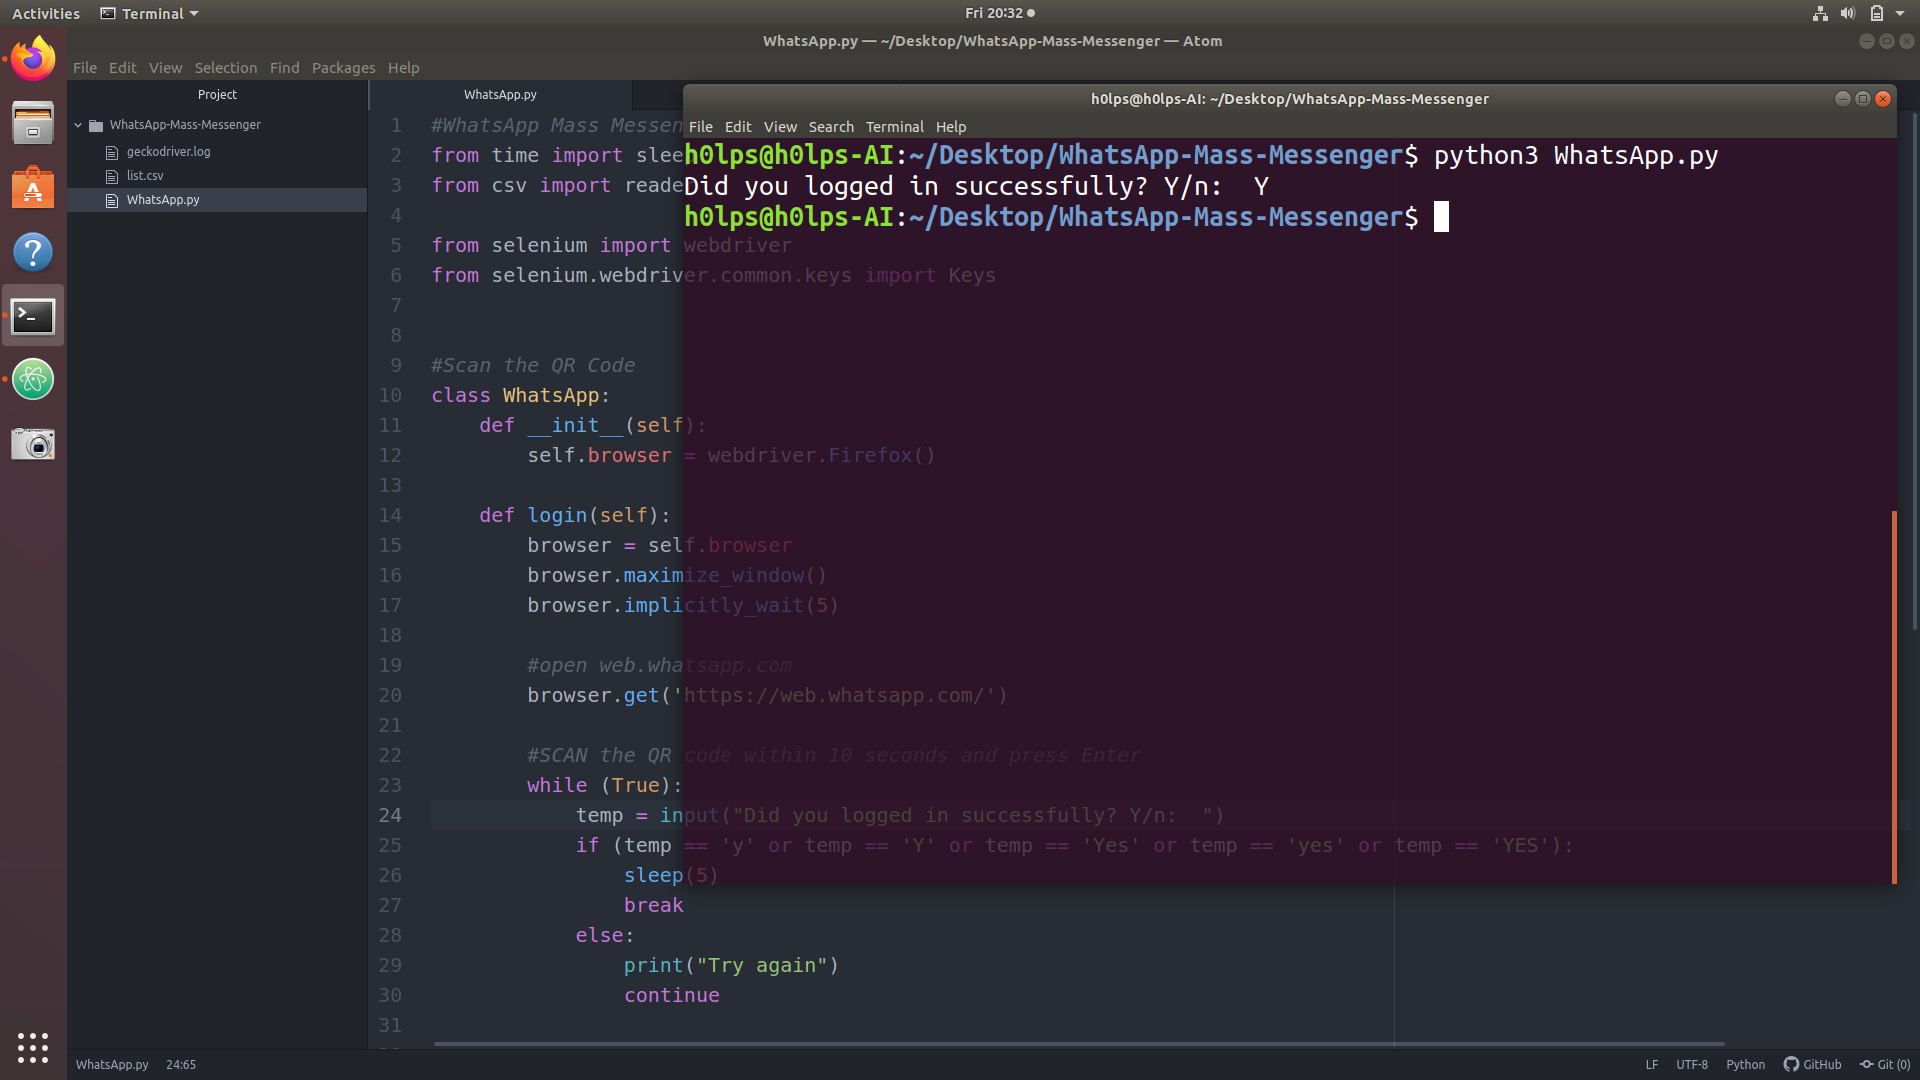 Activities Terminal Fri 20:32
WhatsApp.py — ~/Desktop/WhatsApp-Mass-Messenger — Atom
File Edit View Selection Find Packages Help
Project
WhatsApp-Mass-Messenger
geckodriver.log
list.csv
WhatsApp.py
WhatsApp.py
1 #WhatsApp Mass Messen
2 from time import slee
3 from csv import reade
4
5 from selenium import webdriver
6 from selenium.webdriver.common.keys import Keys
7
8
9 #Scan the QR Code
10 class WhatsApp:
11 def __init__(self):
12 self.browser = webdriver.Firefox()
13
14 def login(self):
15 browser = self.browser
16 browser.maximize_window()
17 browser.implicitly_wait(5)
18
19 #open web.whatsapp.com
20 browser.get('https://web.whatsapp.com/')
21
22 #SCAN the QR code within 10 seconds and press Enter
23 while (True):
24 temp = input("Did you logged in successfully? Y/n:  ")
25 if (temp == 'y' or temp == 'Y' or temp == 'Yes' or temp == 'yes' or temp == 'YES'):
26 sleep(5)
27 break
28 else:
29 print("Try again")
30 continue
31
h0lps@h0lps-AI: ~/Desktop/WhatsApp-Mass-Messenger
File Edit View Search Terminal Help
h0lps@h0lps-AI:~/Desktop/WhatsApp-Mass-Messenger$ python3 WhatsApp.py
Did you logged in successfully? Y/n:  Y
h0lps@h0lps-AI:~/Desktop/WhatsApp-Mass-Messenger$
WhatsApp.py 24:65 LF UTF-8 Python GitHub Git (0)